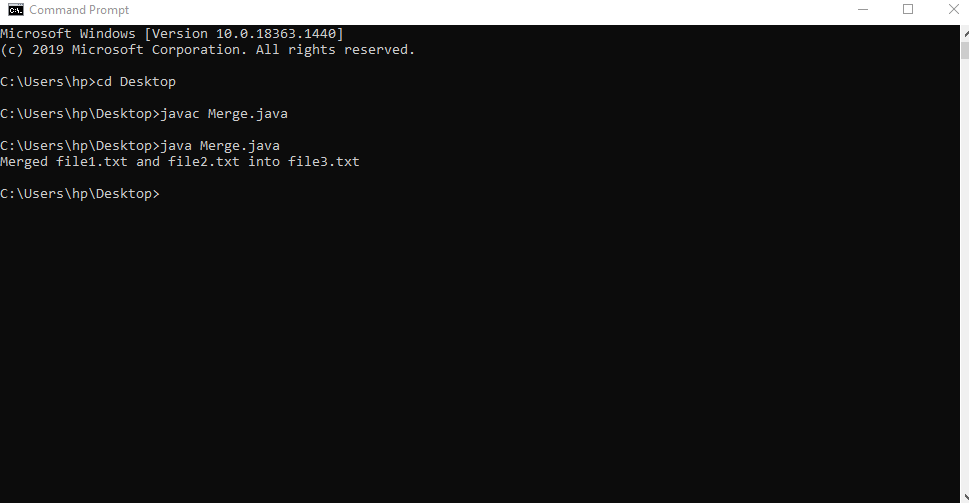 Command Prompt
Microsoft Windows [Version 10.0.18363.1440]
(c) 2019 Microsoft Corporation. All rights reserved.
C:\Users\hp>cd Desktop
C:\Users\hp\Desktop>javac Merge.java
C:\Users\hp\Desktop>java Merge.java
Merged file1.txt and file2.txt into file3.txt
C:\Users\hp\Desktop>